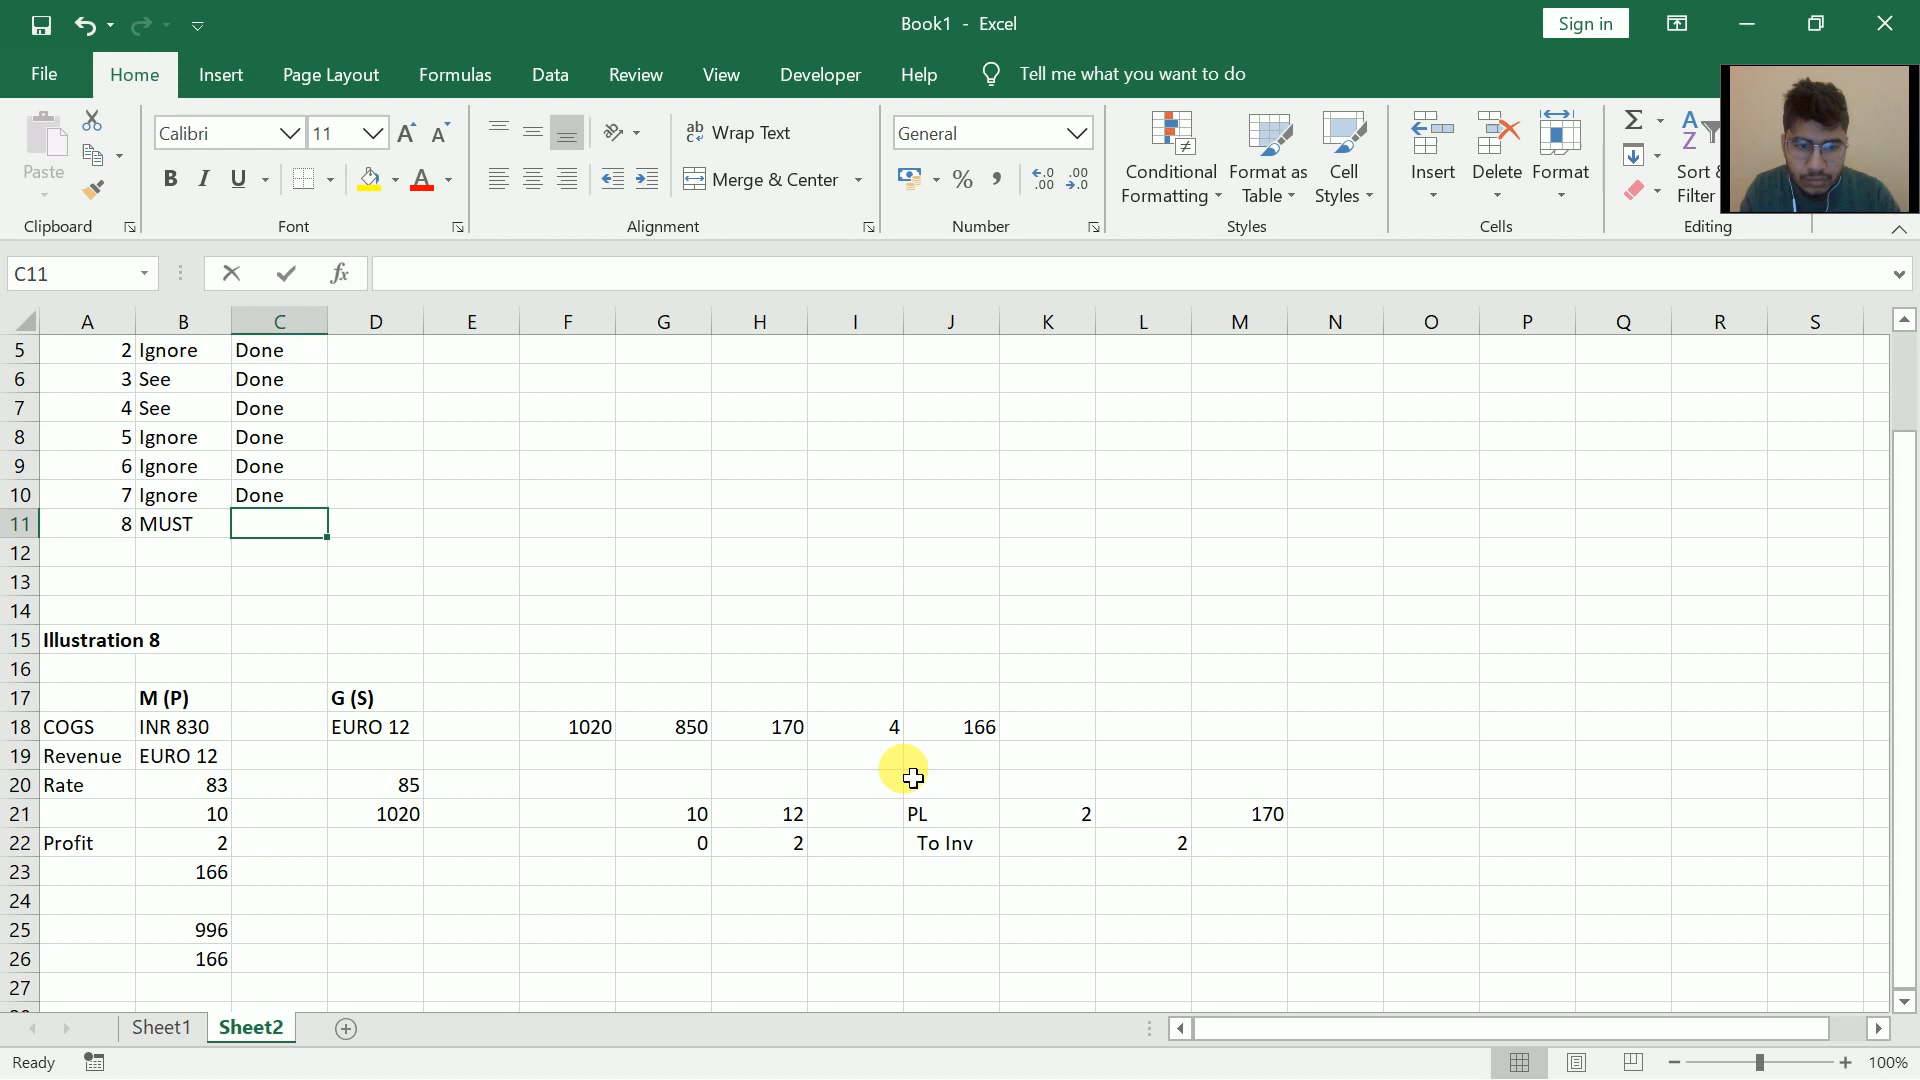 Book1 - Excel
Sign in
File Home Insert Page Layout Formulas Data Review View Developer Help Tell me what you want to do
Calibri 11
ab Wrap Text
General
Paste
Merge & Center
Conditional Formatting
Format as Table
Cell Styles
Insert Delete Format
Sort
Filter
Clipboard Font Alignment Number Styles Cells Editing
C11 fx
A B C D E F G H I J K L M N O P Q R S
5 2 Ignore Done
6 3 See Done
7 4 See Done
8 5 Ignore Done
9 6 Ignore Done
10 7 Ignore Done
11 8 MUST
12
13
14
15 Illustration 8
16
17 M (P) G (S)
18 COGS INR 830 EURO 12 1020 850 170 4 166
19 Revenue EURO 12
20 Rate 83 85
21 10 1020 10 12 PL 2 170
22 Profit 2 0 2 To Inv 2
23 166
24
25 996
26 166
27
Sheet1 Sheet2
Ready 100%